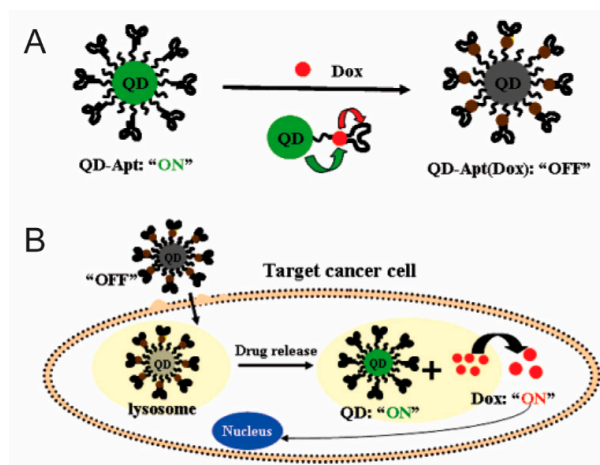 A
QD
Dox
QD
QD
QD-Apt: “ON”
QD-Apt(Dox): “OFF”
B
QD
“OFF”
Target cancer cell
QD
Drug release
QD
+
lysosome
QD: “ON”
Dox: “ON”
Nucleus